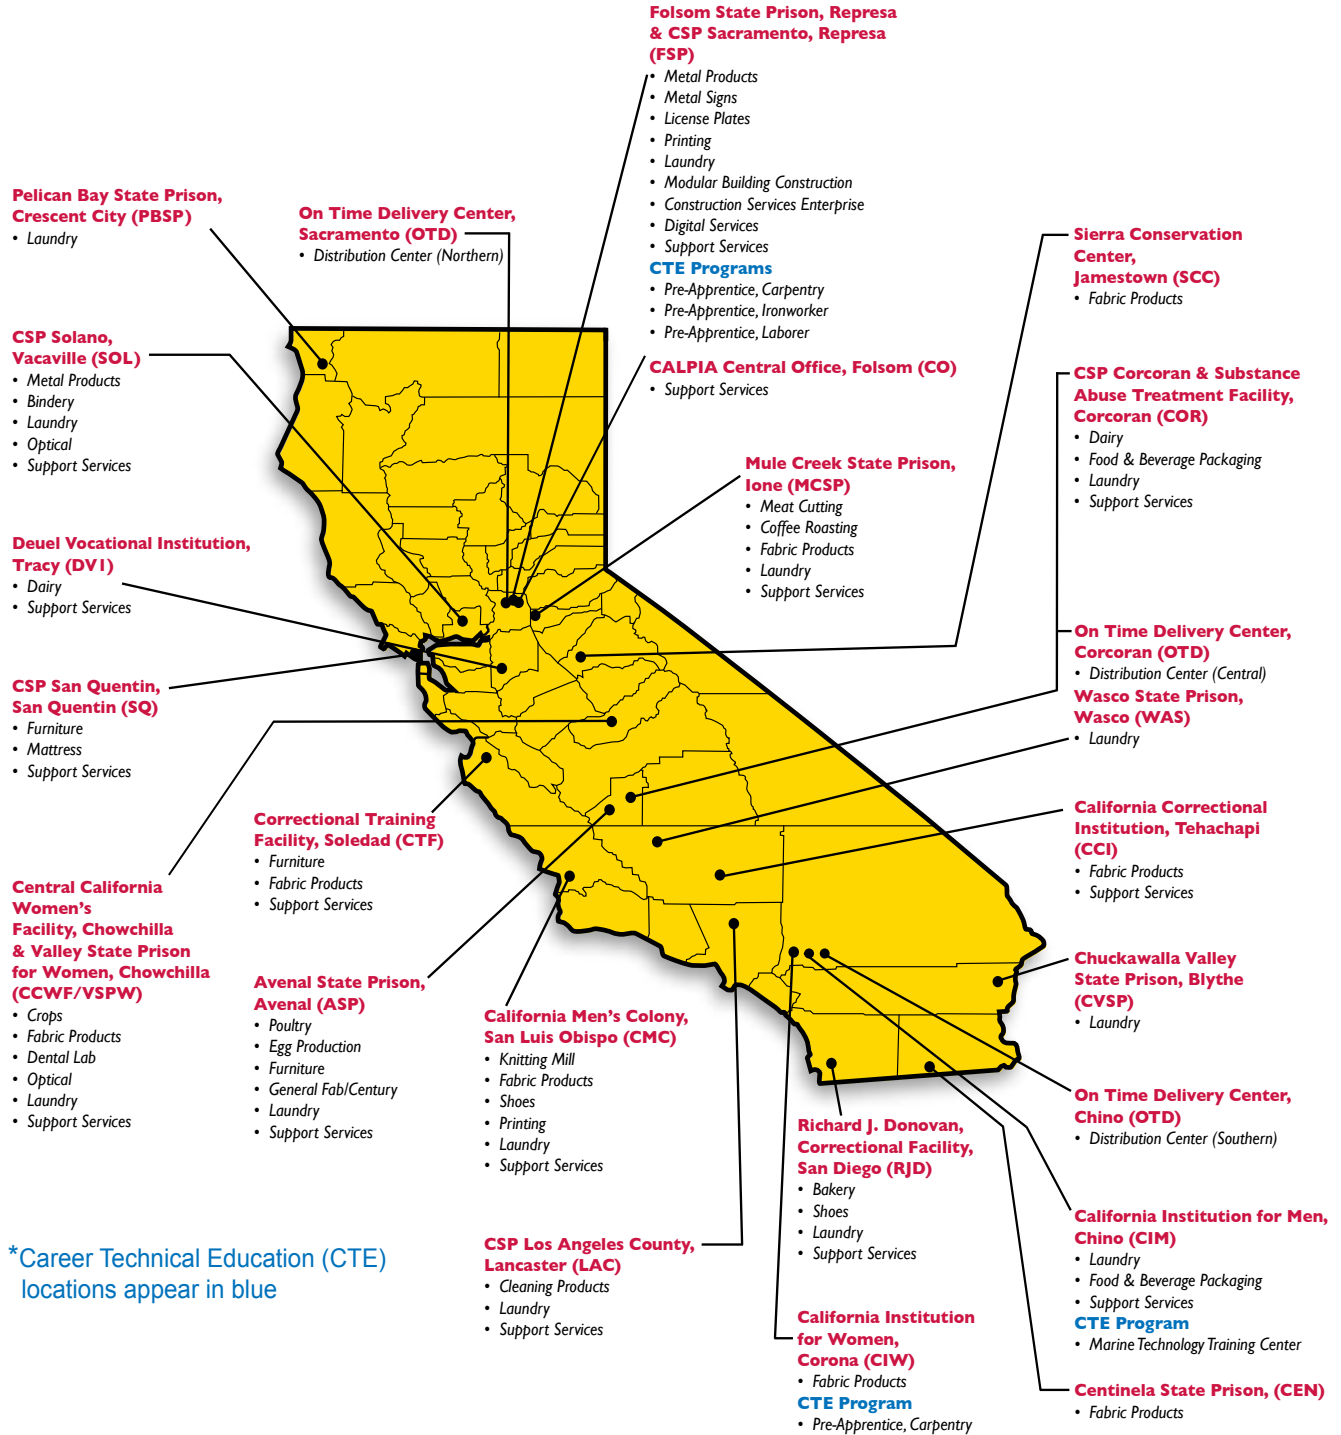 Folsom State Prison, Represa
& CSP Sacramento, Represa
(FSP)
• Metal Products
• Metal Signs
• License Plates
• Printing
• Laundry
• Modular Building Construction
• Construction Services Enterprise
• Digital Services
• Support Services
CTE Programs
• Pre-Apprentice, Carpentry
• Pre-Apprentice, Ironworker
• Pre-Apprentice, Laborer
CALPIA Central Office, Folsom (CO)
• Support Services
Pelican Bay State Prison,
Crescent City (PBSP)
• Laundry
On Time Delivery Center,
Sacramento (OTD)
• Distribution Center (Northern)
Sierra Conservation
Center,
Jamestown (SCC)
• Fabric Products
CSP Solano,
Vacaville (SOL)
• Metal Products
• Bindery
• Laundry
• Optical
• Support Services
CSP Corcoran & Substance
Abuse Treatment Facility,
Corcoran (COR)
• Dairy
• Food & Beverage Packaging
• Laundry
• Support Services
Mule Creek State Prison,
Ione (MCSP)
• Meat Cutting
• Coffee Roasting
• Fabric Products
• Laundry
• Support Services
Deuel Vocational Institution,
Tracy (DV1)
• Dairy
• Support Services
On Time Delivery Center,
Corcoran (OTD)
• Distribution Center (Central)
Wasco State Prison,
Wasco (WAS)
• Laundry
CSP San Quentin,
San Quentin (SQ)
• Furniture
• Mattress
• Support Services
Correctional Training
Facility, Soledad (CTF)
• Furniture
• Fabric Products
• Support Services
California Correctional
Institution, Tehachapi
(CCI)
• Fabric Products
• Support Services
Central California
Women's
Facility, Chowchilla
& Valley State Prison
for Women, Chowchilla
(CCWF/VSPW)
• Crops
• Fabric Products
• Dental Lab
• Optical
• Laundry
• Support Services
Avenal State Prison,
Avenal (ASP)
• Poultry
• Egg Production
• Furniture
• General Fab/Century
• Laundry
• Support Services
California Men's Colony,
San Luis Obispo (CMC)
• Knitting Mill
• Fabric Products
• Shoes
• Printing
• Laundry
• Support Services
Chuckawalla Valley
State Prison, Blythe
(CVSP)
• Laundry
On Time Delivery Center,
Chino (OTD)
• Distribution Center (Southern)
Richard J. Donovan,
Correctional Facility,
San Diego (RJD)
• Bakery
• Shoes
• Laundry
• Support Services
California Institution for Men,
Chino (CIM)
• Laundry
• Food & Beverage Packaging
• Support Services
CTE Program
• Marine Technology Training Center
CSP Los Angeles County,
Lancaster (LAC)
• Cleaning Products
• Laundry
• Support Services
California Institution
for Women,
Corona (CIW)
• Fabric Products
CTE Program
• Pre-Apprentice, Carpentry
Centinela State Prison, (CEN)
• Fabric Products
*Career Technical Education (CTE)
locations appear in blue